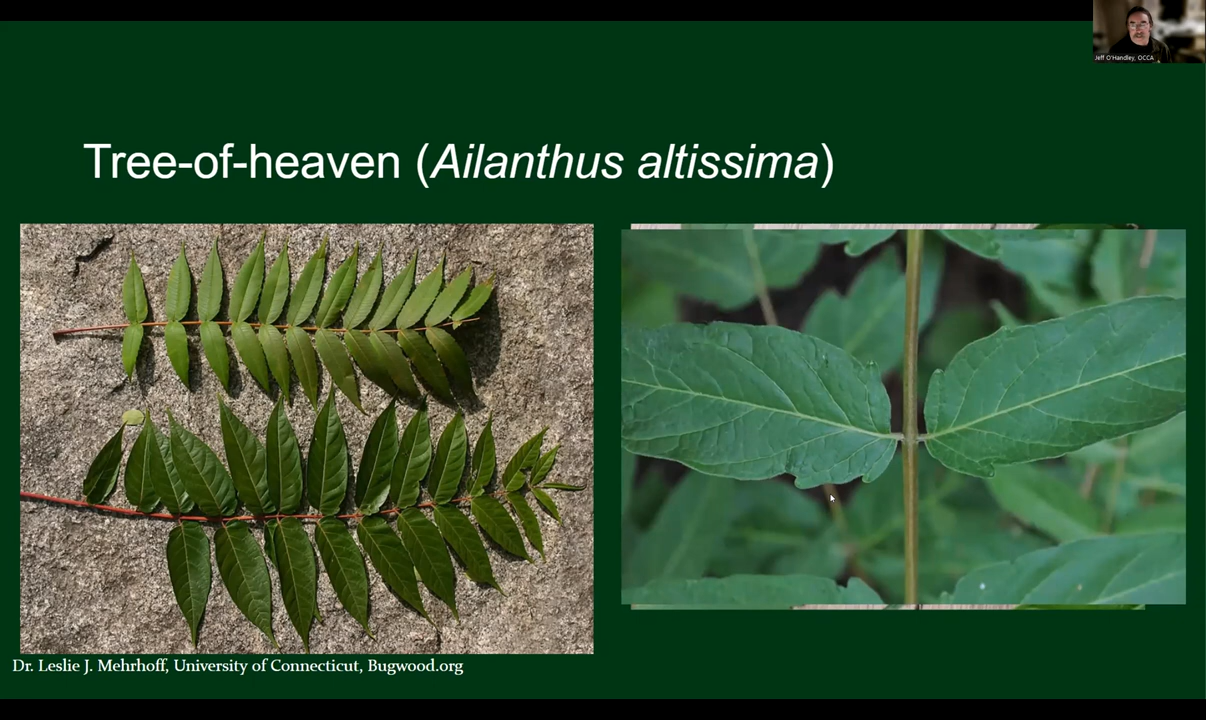 Jeff O'Handley, OCCA
Tree-of-heaven (Ailanthus altissima)
Dr. Leslie J. Mehrhoff, University of Connecticut, Bugwood.org